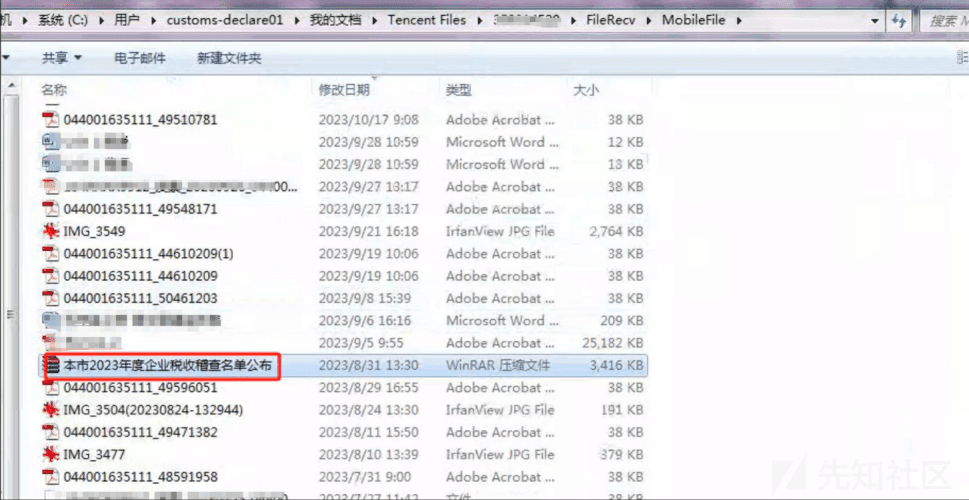 机 ▸ 系统 (C:) ▸ 用户 ▸ customs-declare01 ▸ 我的文档 ▸ Tencent Files ▸ ▸ FileRecv ▸ MobileFile ▸ 搜索 M
共享 电子邮件 新建文件夹
名称 修改日期 类型 大小
044001635111_49510781 2023/10/17 9:08 Adobe Acrobat ... 38 KB
2023/9/28 10:59 Microsoft Word ... 12 KB
2023/9/28 10:59 Microsoft Word ... 13 KB
2023/9/27 13:17 Adobe Acrobat ... 38 KB
044001635111_49548171 2023/9/27 13:17 Adobe Acrobat ... 38 KB
IMG_3549 2023/9/21 16:18 IrfanView JPG File 2,764 KB
044001635111_44610209(1) 2023/9/19 10:06 Adobe Acrobat ... 38 KB
044001635111_44610209 2023/9/19 10:06 Adobe Acrobat ... 38 KB
044001635111_50461203 2023/9/8 15:39 Adobe Acrobat ... 38 KB
2023/9/6 16:16 Microsoft Word ... 209 KB
2023/9/5 9:55 Adobe Acrobat ... 25,182 KB
本市2023年度企业税收稽查名单公布 2023/8/31 13:30 WinRAR 压缩文件 3,416 KB
044001635111_49596051 2023/8/29 16:55 Adobe Acrobat ... 38 KB
IMG_3504(20230824-132944) 2023/8/24 13:30 IrfanView JPG File 191 KB
044001635111_49471382 2023/8/11 15:50 Adobe Acrobat ... 38 KB
IMG_3477 2023/8/10 13:39 IrfanView JPG File 379 KB
044001635111_48591958 2023/7/31 9:00 Adobe Acrobat ... 38 KB
2023/7/27 11:42 文件
先知社区